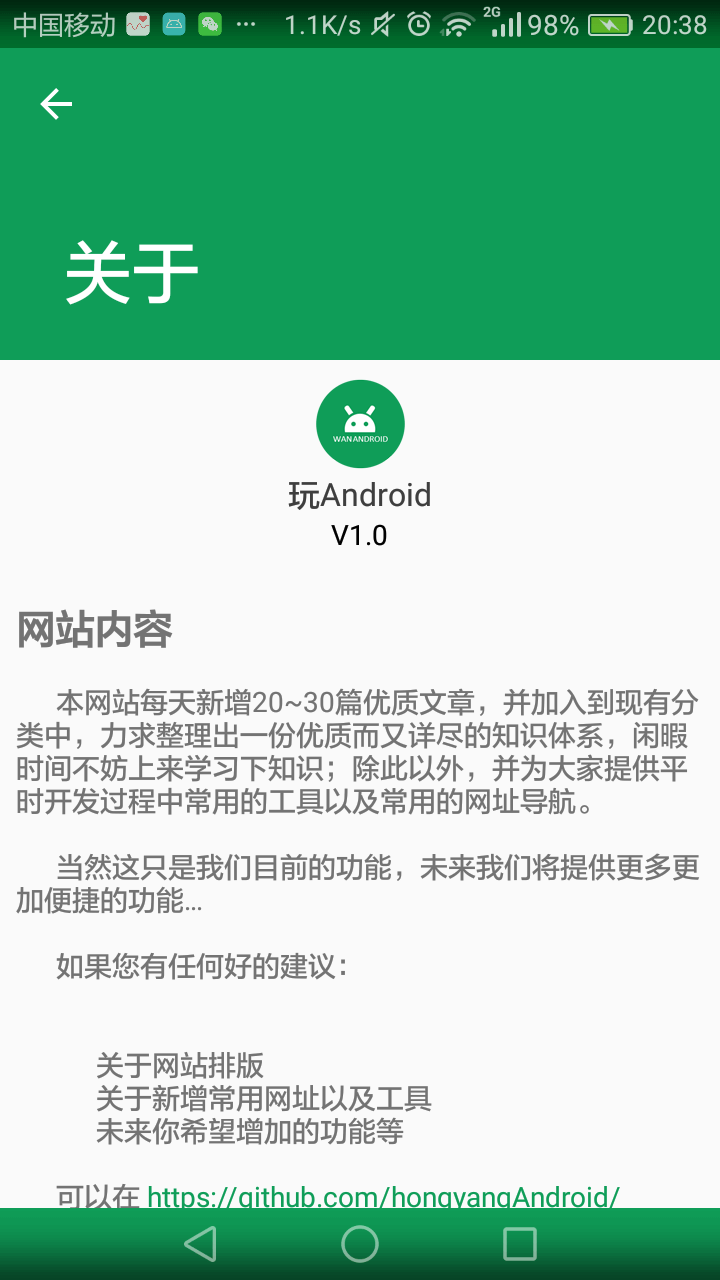 中国移动 ··· 1.1K/s 2G 98% 20:38
关于
WANANDROID
玩Android
V1.0
网站内容
本网站每天新增20~30篇优质文章，并加入到现有分
类中，力求整理出一份优质而又详尽的知识体系，闲暇
时间不妨上来学习下知识；除此以外，并为大家提供平
时开发过程中常用的工具以及常用的网址导航。
当然这只是我们目前的功能，未来我们将提供更多更
加便捷的功能…
如果您有任何好的建议：
关于网站排版
关于新增常用网址以及工具
未来你希望增加的功能等
可以在 https://github.com/hongyangAndroid/